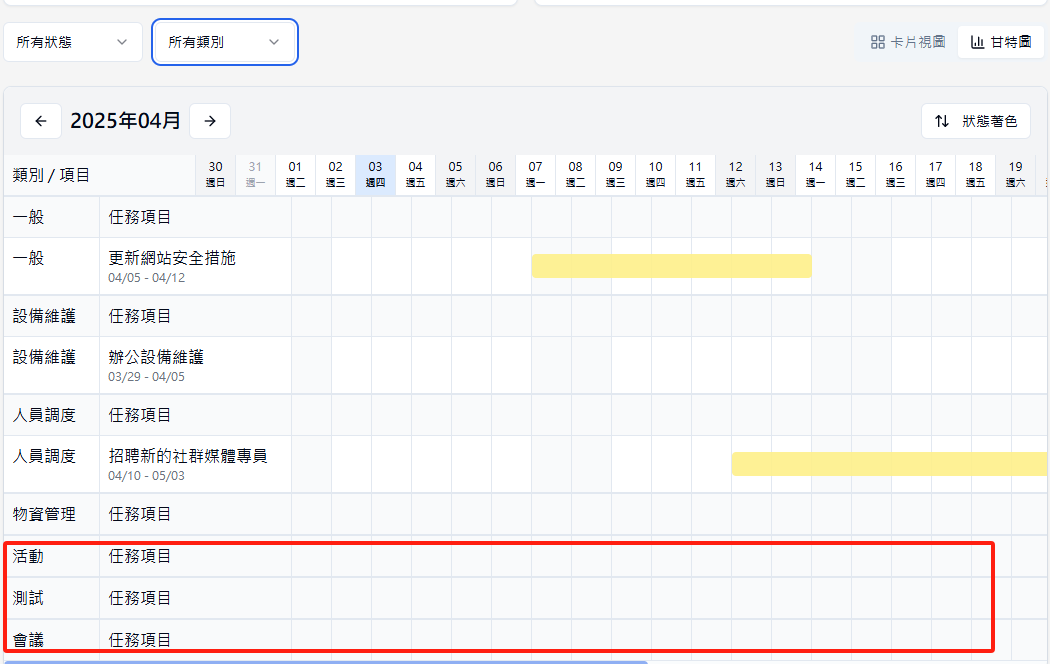 所有狀態
所有類別
卡片視圖
甘特圖
2025年04月
狀態著色
類別 / 項目
30 31 01 02 03 04 05 06 07 08 09 10 11 12 13 14 15 16 17 18 19
週日 週一 週二 週三 週四 週五 週六 週日 週一 週二 週三 週四 週五 週六 週日 週一 週二 週三 週四 週五 週六
一般 任務項目
一般 更新網站安全措施
04/05 - 04/12
設備維護 任務項目
設備維護 辦公設備維護
03/29 - 04/05
人員調度 任務項目
人員調度 招聘新的社群媒體專員
04/10 - 05/03
物資管理 任務項目
活動 任務項目
測試 任務項目
會議 任務項目